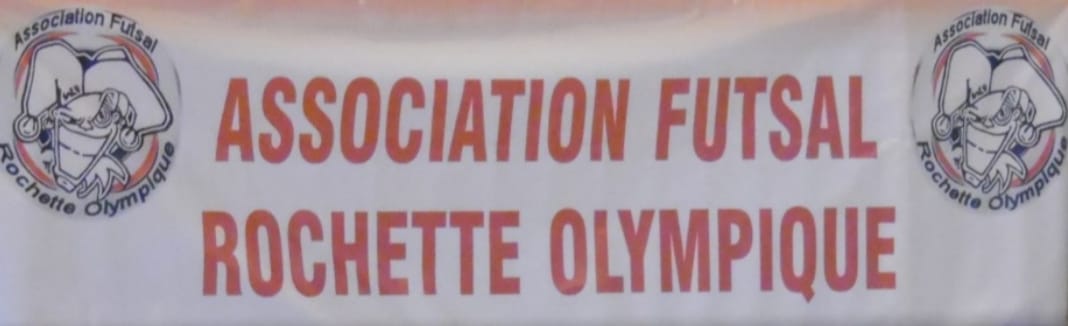 Association Futsal
Rochette Olympique
ASSOCIATION FUTSAL
ROCHETTE OLYMPIQUE
Association Futsal
Rochette Olympique